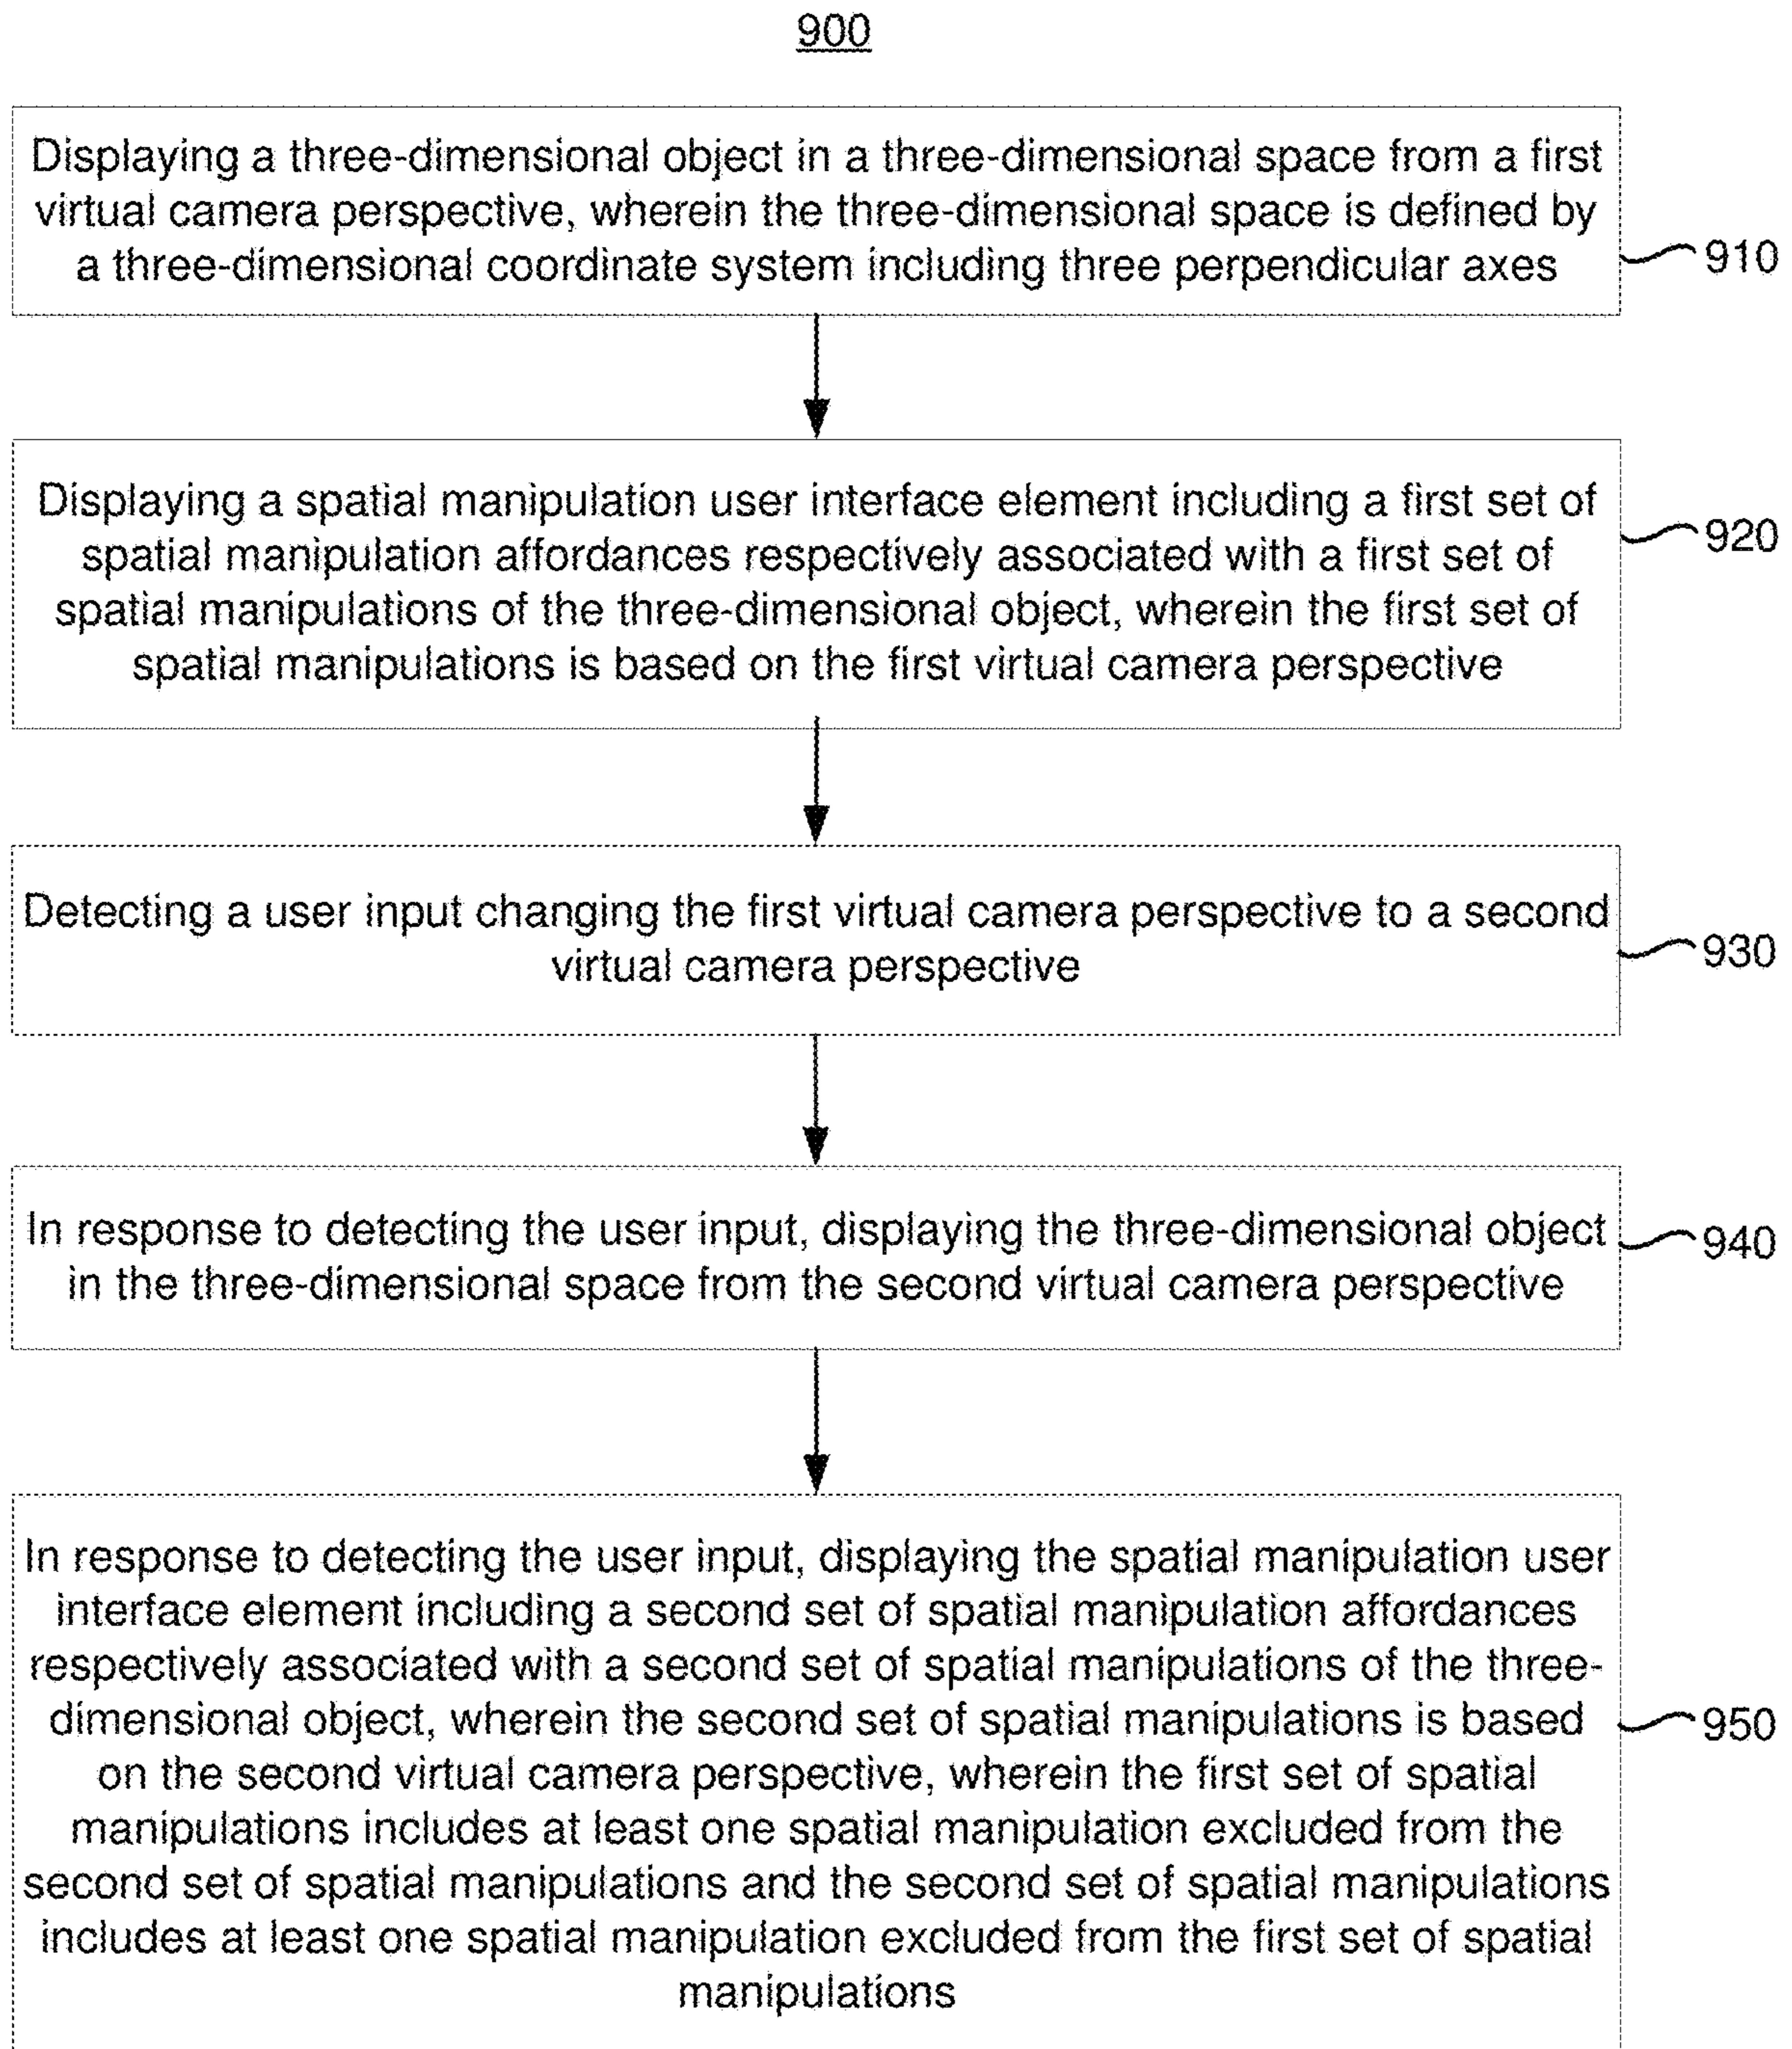 900
Displaying a three-dimensional object in a three-dimensional space from a first
virtual camera perspective, wherein the three-dimensional space is defined by
a three-dimensional coordinate system including three perpendicular axes
910
Displaying a spatial manipulation user interface element including a first set of
spatial manipulation affordances respectively associated with a first set of
spatial manipulations of the three-dimensional object, wherein the first set of
spatial manipulations is based on the first virtual camera perspective
920
Detecting a user input changing the first virtual camera perspective to a second
virtual camera perspective
930
In response to detecting the user input, displaying the three-dimensional object
in the three-dimensional space from the second virtual camera perspective
940
In response to detecting the user input, displaying the spatial manipulation user
interface element including a second set of spatial manipulation affordances
respectively associated with a second set of spatial manipulations of the three-
dimensional object, wherein the second set of spatial manipulations is based
on the second virtual camera perspective, wherein the first set of spatial
manipulations includes at least one spatial manipulation excluded from the
second set of spatial manipulations and the second set of spatial manipulations
includes at least one spatial manipulation excluded from the first set of spatial
manipulations
950